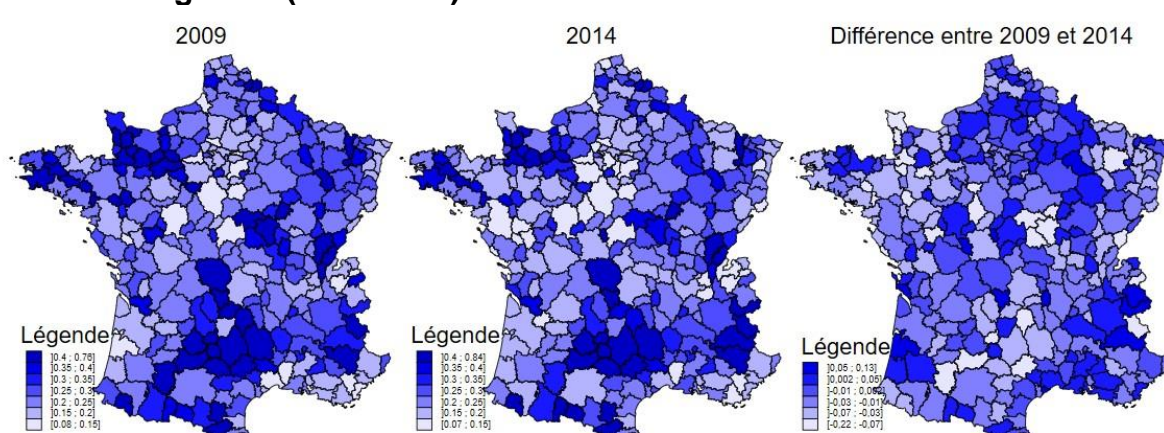 2009
2014
Différence entre 2009 et 2014
Légende
]0.4 ; 0.76]
]0.35 ; 0.4]
]0.3 ; 0.35]
]0.25 ; 0.3]
]0.2 ; 0.25]
]0.15 ; 0.2]
[0.08 ; 0.15]
Légende
]0.4 ; 0.84]
]0.35 ; 0.4]
]0.3 ; 0.35]
]0.25 ; 0.3]
]0.2 ; 0.25]
]0.15 ; 0.2]
[0.07 ; 0.15]
Légende
]0.05 ; 0.13]
]0.002 ; 0.05]
]-0.01 ; 0.002]
]-0.03 ; -0.01]
]-0.07 ; -0.03]
[-0.22 ; -0.07]